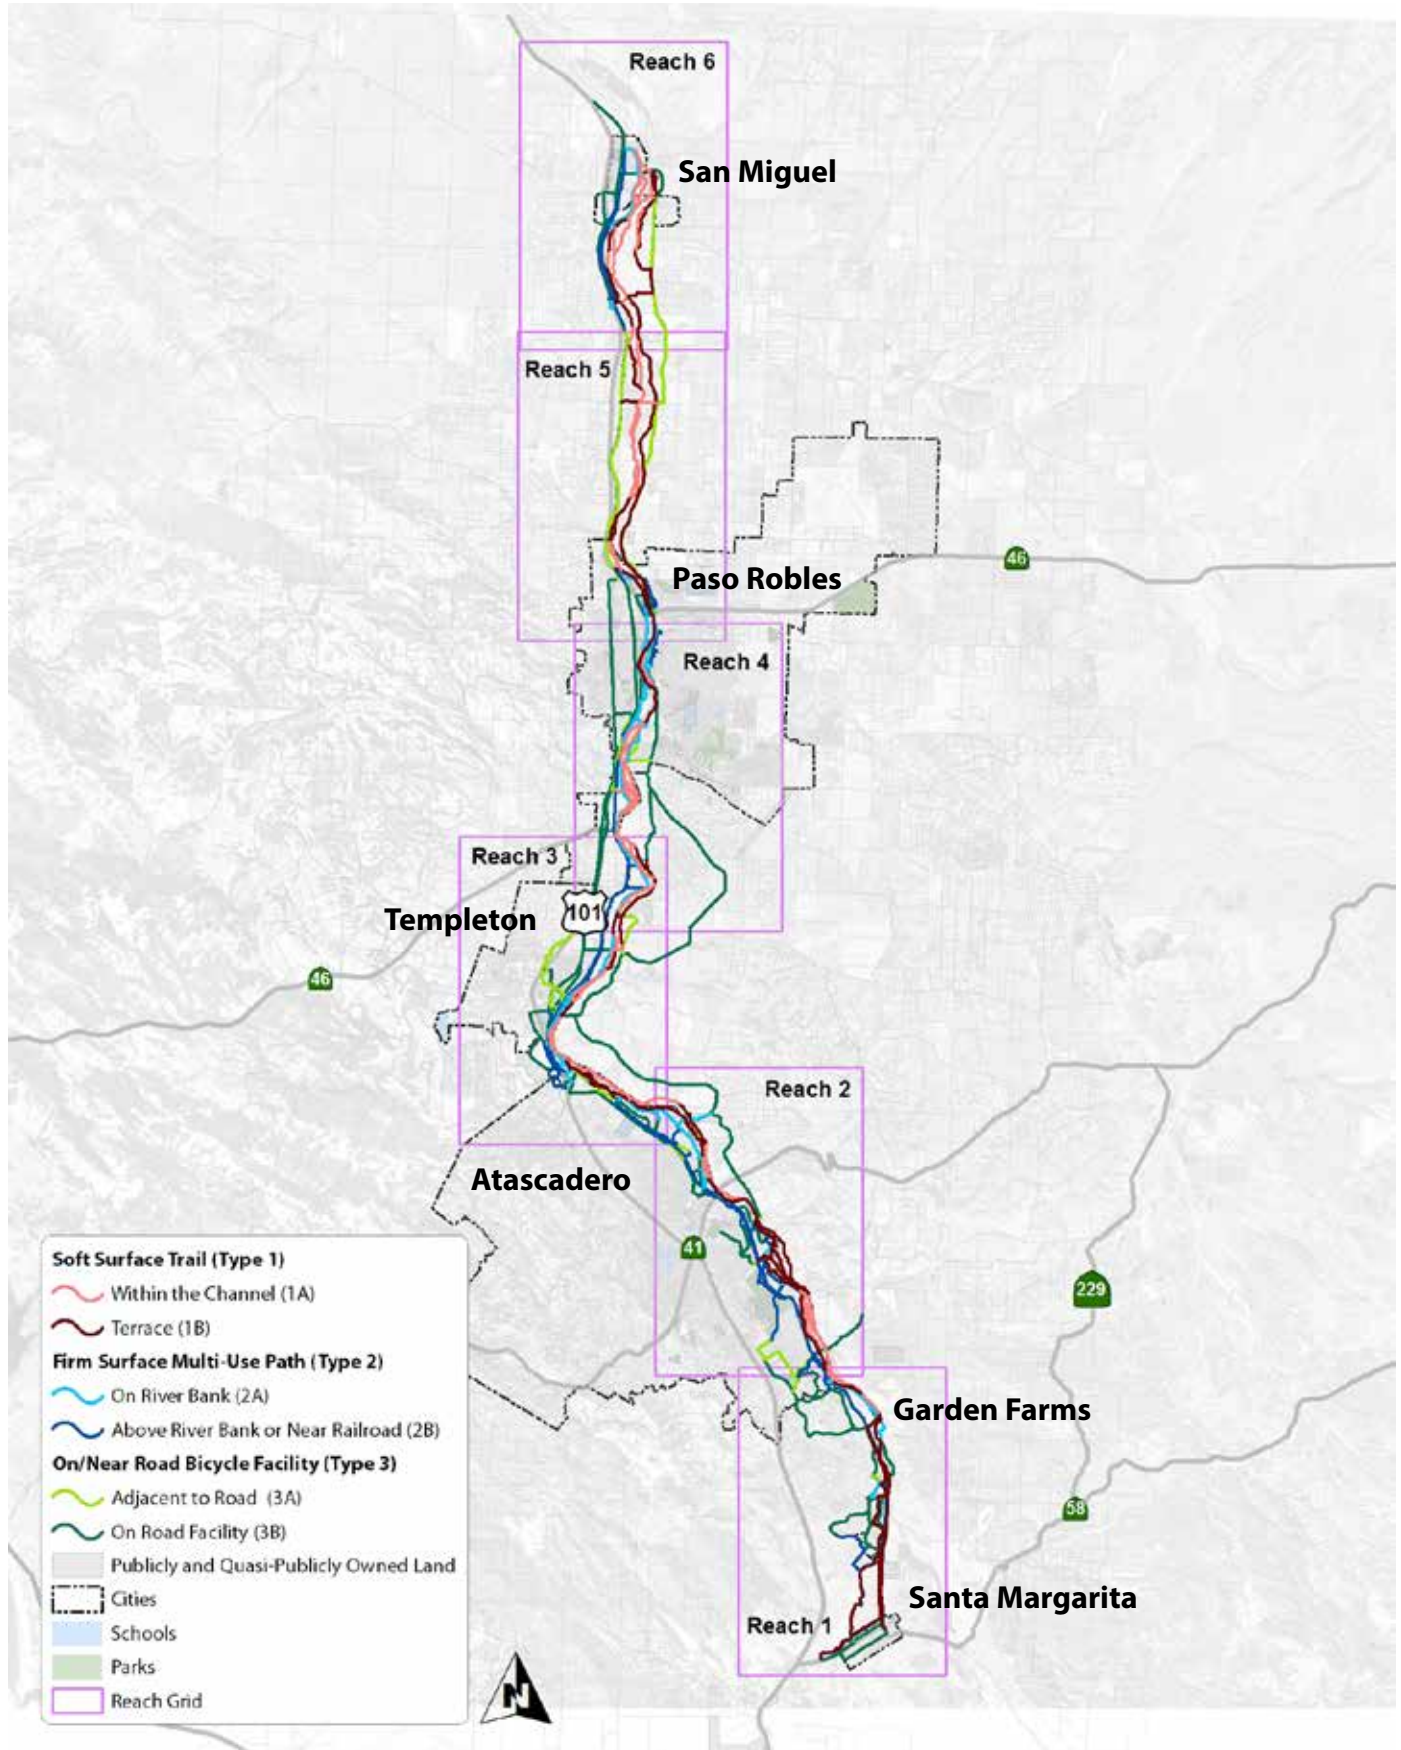 Reach 6
San Miguel
Reach 5
46
Paso Robles
Reach 4
Reach 3
101
Templeton
46
Reach 2
Atascadero
41
229
Garden Farms
58
Santa Margarita
Reach 1
N
Soft Surface Trail (Type 1)
Within the Channel (1A)
Terrace (1B)
Firm Surface Multi-Use Path (Type 2)
On River Bank (2A)
Above River Bank or Near Railroad (2B)
On/Near Road Bicycle Facility (Type 3)
Adjacent to Road (3A)
On Road Facility (3B)
Publicly and Quasi-Publicly Owned Land
Cities
Schools
Parks
Reach Grid